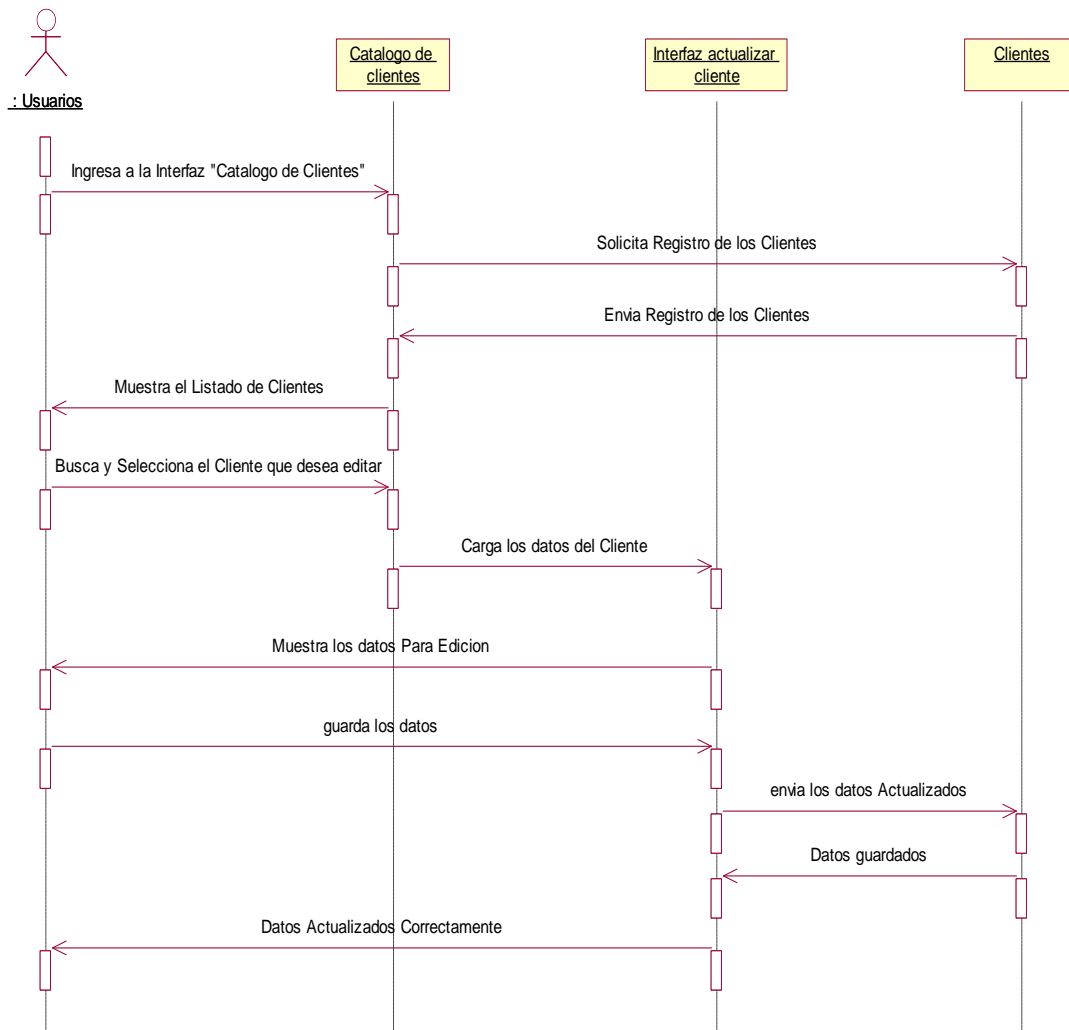 : Usuarios
Catalogo de
clientes
Interfaz actualizar
cliente
Clientes
Ingresa a la Interfaz "Catalogo de Clientes"
Solicita Registro de los Clientes
Envia Registro de los Clientes
Muestra el Listado de Clientes
Busca y Selecciona el Cliente que desea editar
Carga los datos del Cliente
Muestra los datos Para Edicion
guarda los datos
envia los datos Actualizados
Datos guardados
Datos Actualizados Correctamente